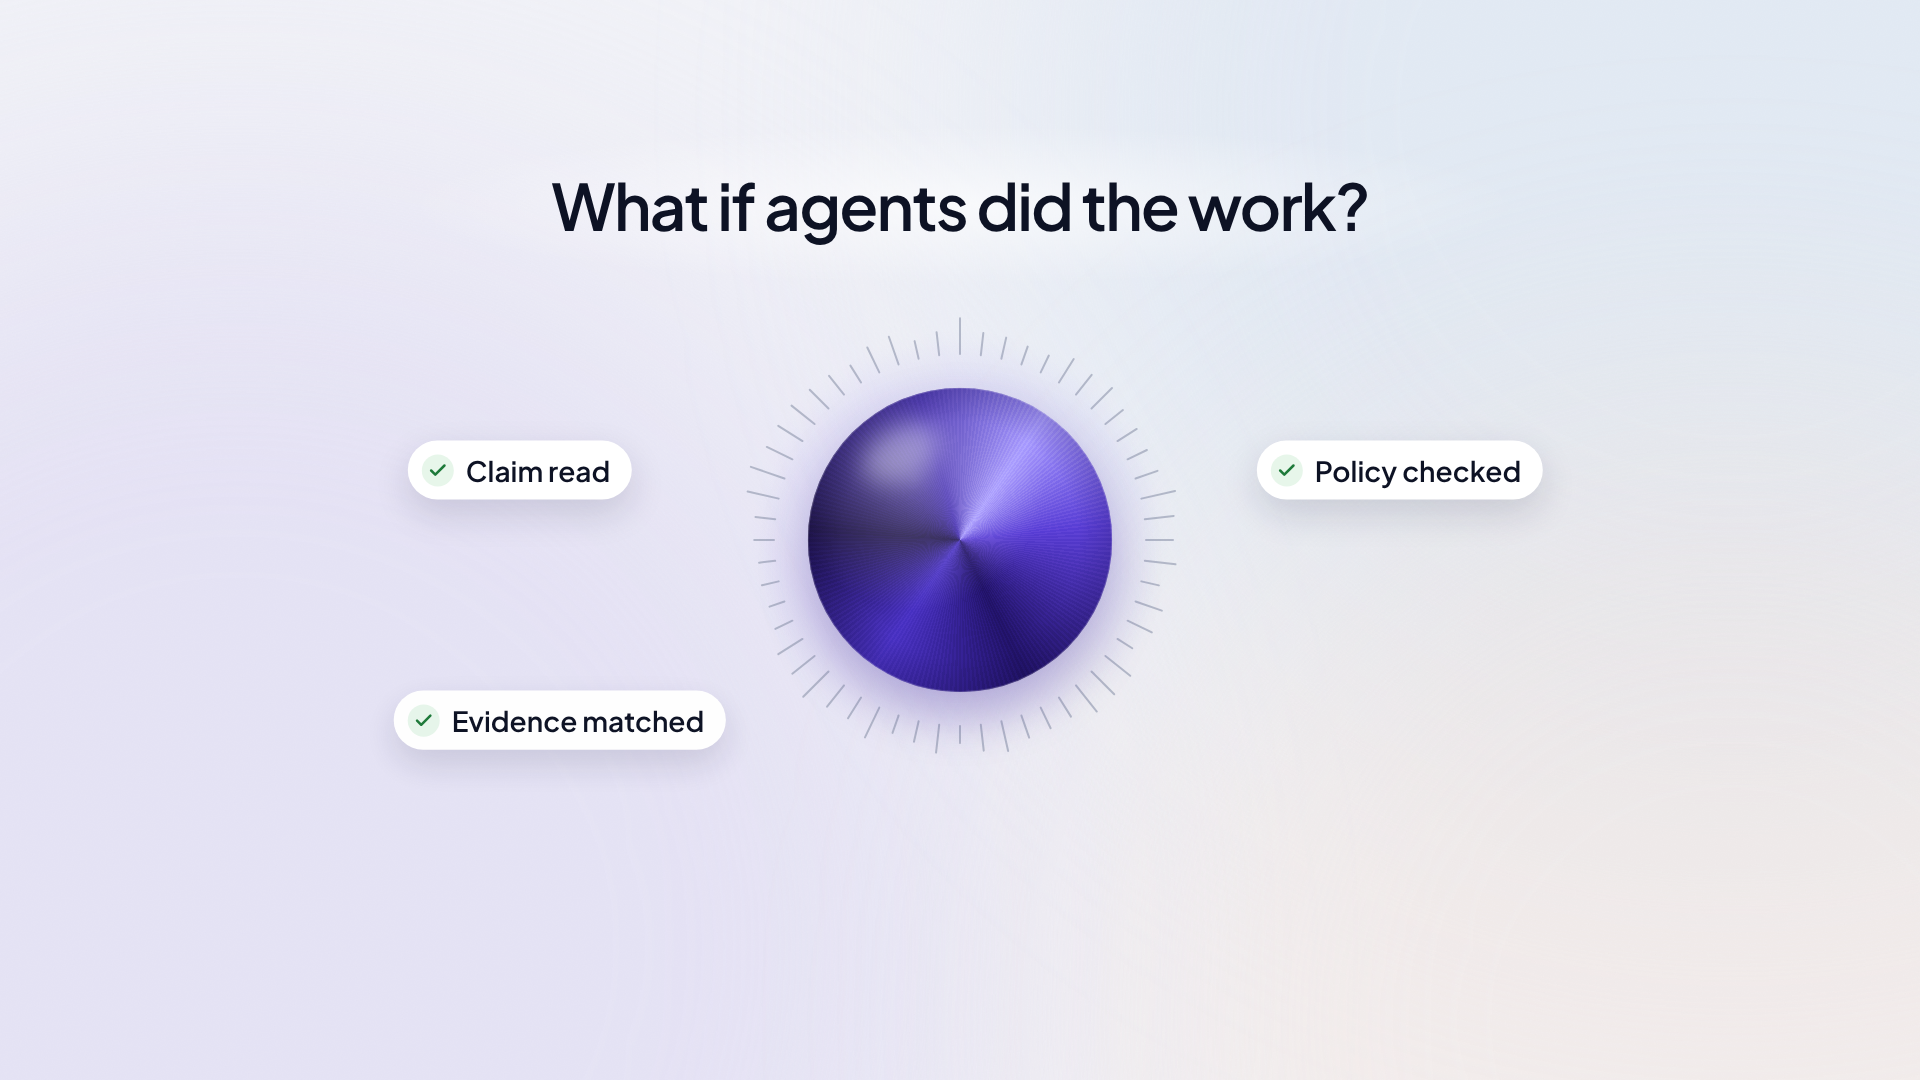 What if agents did the work?
Claim read
Policy checked
Evidence matched